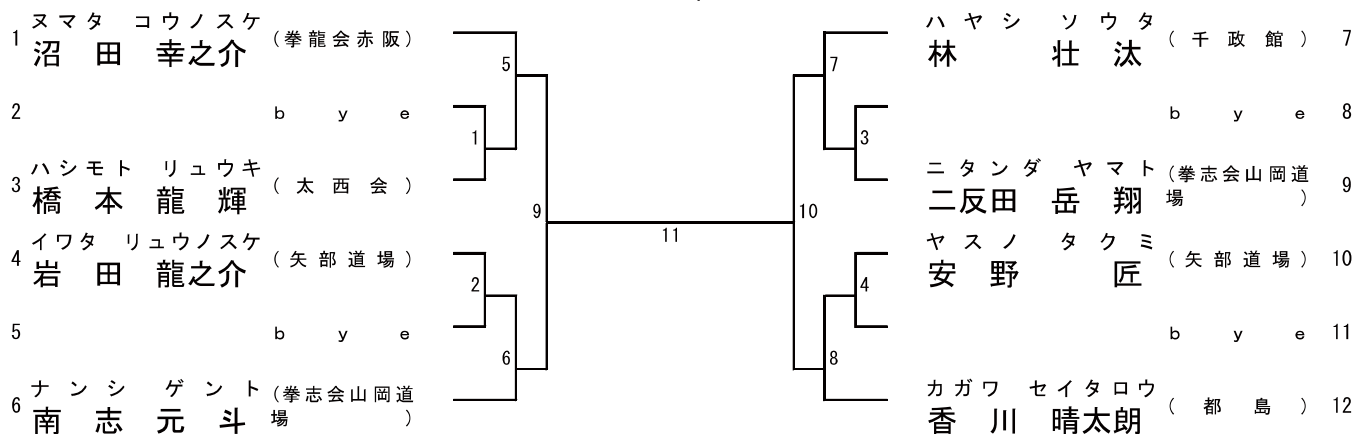 1 ヌマタ コウノスケ
沼田 幸之介 (拳龍会赤阪)
2 bye
3 ハシモト リュウキ
橋本 龍輝 (太西会)
4 イワタ リュウノスケ
岩田 龍之介 (矢部道場)
5 bye
6 ナンシ ゲント
南志 元斗 (拳志会山岡道
場)
5
1
9
2
6
11
7
3
10
4
8
ハヤシ ソウタ
林 壮汰 (千政館) 7
bye 8
ニタンダ ヤマト
二反田 岳翔 (拳志会山岡道
場) 9
ヤスノ タクミ
安野 匠 (矢部道場) 10
bye 11
カガワ セイタロウ
香川 晴太朗 (都島) 12